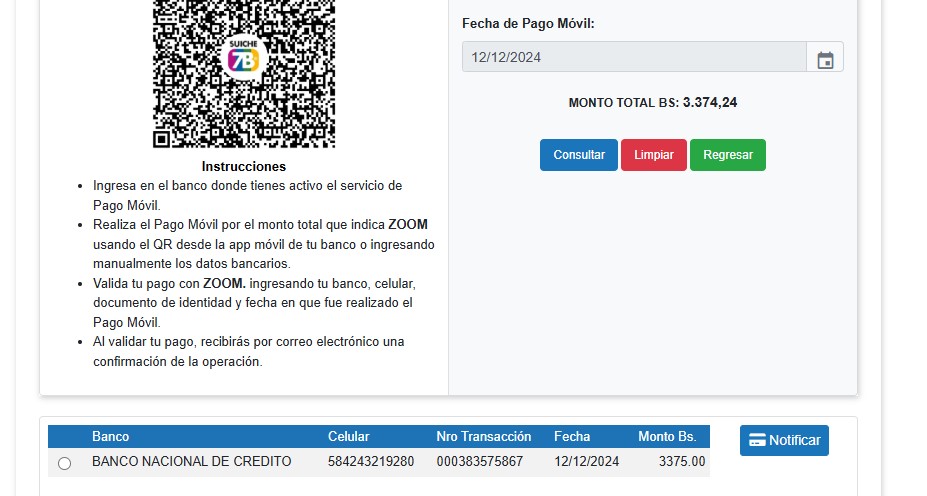 SUICHE
7B
Instrucciones
• Ingresa en el banco donde tienes activo el servicio de
Pago Móvil.
• Realiza el Pago Móvil por el monto total que indica ZOOM
usando el QR desde la app móvil de tu banco o ingresando
manualmente los datos bancarios.
• Valida tu pago con ZOOM. ingresando tu banco, celular,
documento de identidad y fecha en que fue realizado el
Pago Móvil.
• Al validar tu pago, recibirás por correo electrónico una
confirmación de la operación.
Fecha de Pago Móvil:
12/12/2024
MONTO TOTAL BS: 3.374,24
Consultar Limpiar Regresar
Banco Celular Nro Transacción Fecha Monto Bs.
BANCO NACIONAL DE CREDITO 584243219280 000383575867 12/12/2024 3375.00
Notificar